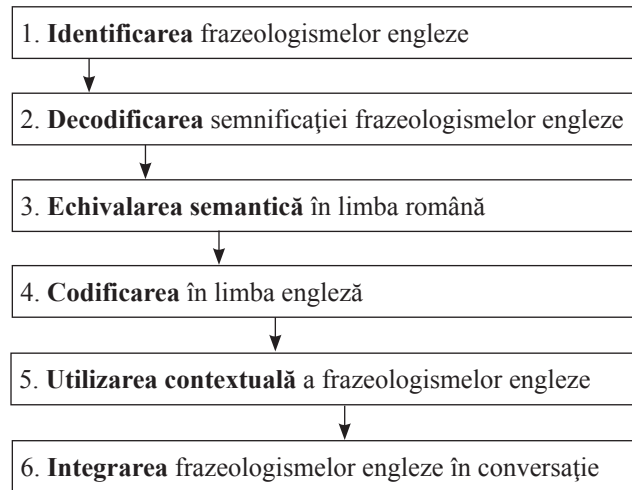 1. Identificarea frazeologismelor engleze
2. Decodificarea semnificaţiei frazeologismelor engleze
3. Echivalarea semantică în limba română
4. Codificarea în limba engleză
5. Utilizarea contextuală a frazeologismelor engleze
6. Integrarea frazeologismelor engleze în conversaţie